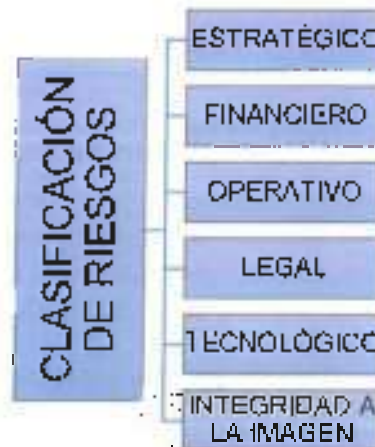 CLASIFICACIÓN
DE RIESGOS
ESTRATÉGICO
FINANCIERO
OPERATIVO
LEGAL
TECNOLÓGICO
INTEGRIDAD A
LA IMAGEN